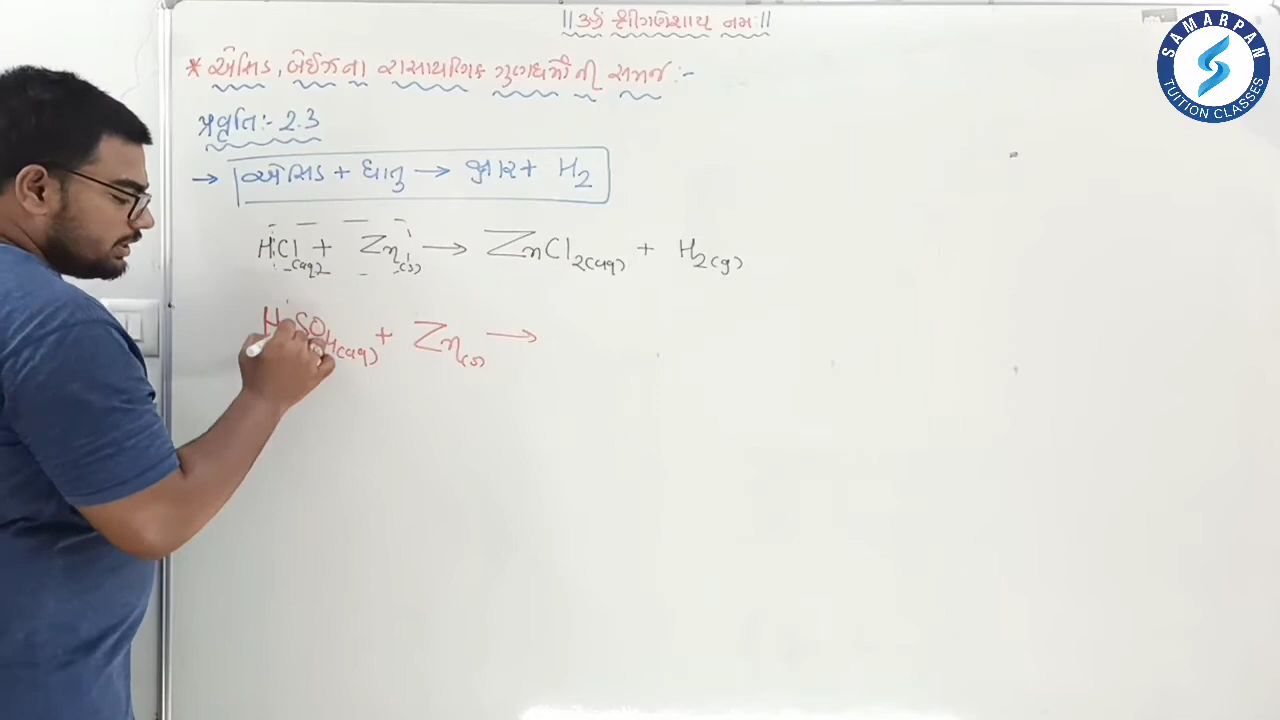 || ૐ શ્રી ગણેશાય નમઃ ||
SAMARPAN
TUITION CLASSES
* એસિડ, બેઈઝના રાસાયણિક ગુણધર્મો ની સમજ :-
પ્રવૃતિ:- 2.3
→ એસિડ + ધાતુ → ક્ષાર + H₂
HCl(aq) + Zn(s) → ZnCl₂(aq) + H₂(g)
H₂SO₄(aq) + Zn(s) →